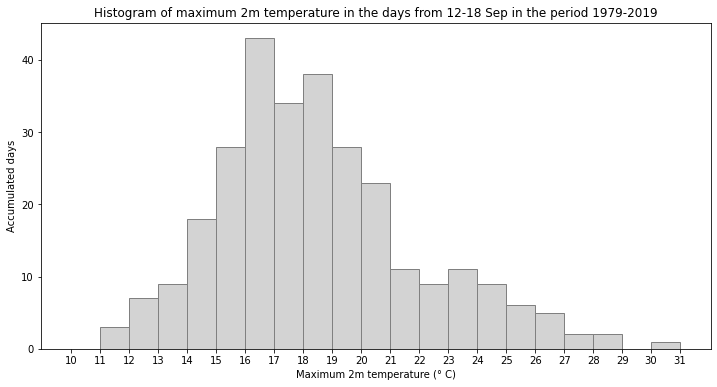 Histogram of maximum 2m temperature in the days from 12-18 Sep in the period 1979-2019
Accumulated days
40
30
20
10
0
10 11 12 13 14 15 16 17 18 19 20 21 22 23 24 25 26 27 28 29 30 31
Maximum 2m temperature (° C)